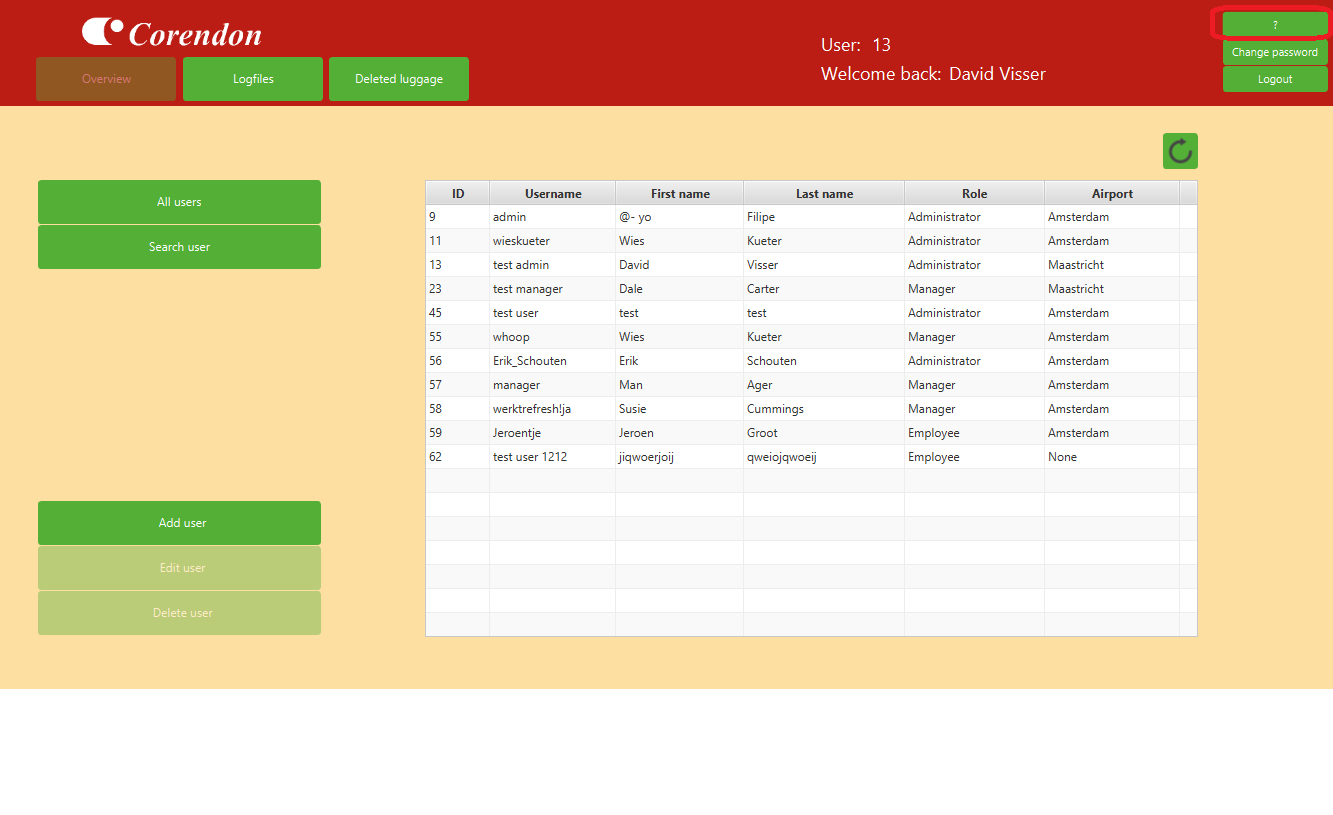 Corendon
Overview Logfiles Deleted luggage
User: 13
Welcome back: David Visser
?
Change password
Logout
All users
Search user
Add user
Edit user
Delete user
ID Username First name Last name Role Airport
9 admin @- yo Filipe Administrator Amsterdam
11 wieskueter Wies Kueter Administrator Amsterdam
13 test admin David Visser Administrator Maastricht
23 test manager Dale Carter Manager Maastricht
45 test user test test Administrator Amsterdam
55 whoop Wies Kueter Manager Amsterdam
56 Erik_Schouten Erik Schouten Administrator Amsterdam
57 manager Man Ager Manager Amsterdam
58 werktrefresh!ja Susie Cummings Manager Amsterdam
59 Jeroentje Jeroen Groot Employee Amsterdam
62 test user 1212 jiqwoerjoij qweiojqwoeij Employee None